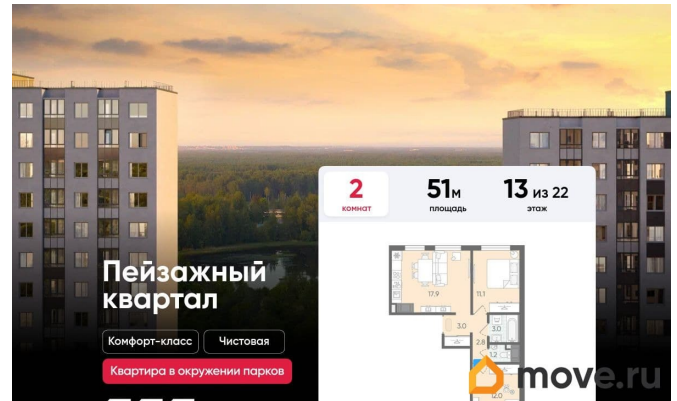 2
комнат
51м
площадь
13 из 22
этаж
Пейзажный
квартал
Комфорт-класс
Чистовая
Квартира в окружении парков
17.9
11.1
3.0
3.0
2.8
1.2
12.0
move.ru